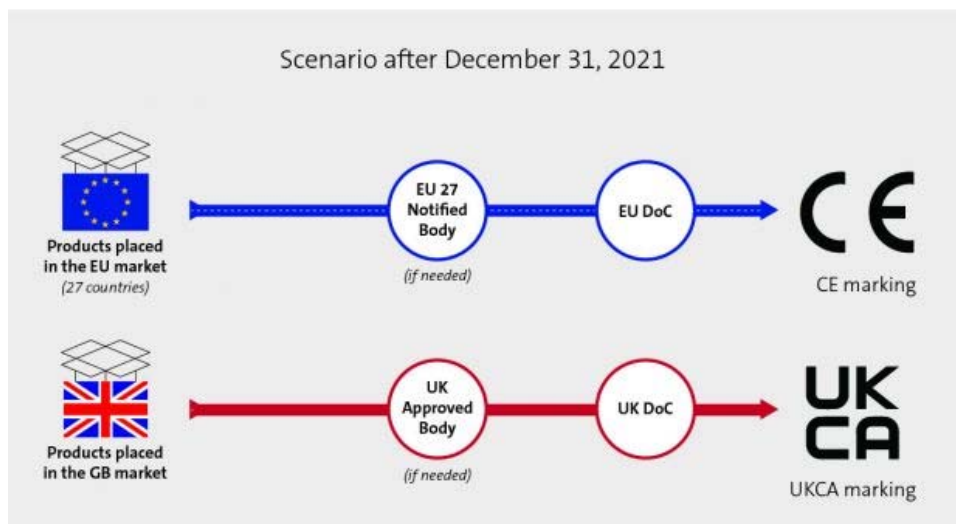 Scenario after December 31, 2021
Products placed
in the EU market
(27 countries)
EU 27
Notified
Body
(if needed)
EU DoC
CE
CE marking
Products placed
in the GB market
UK
Approved
Body
(if needed)
UK DoC
UK
CA
UKCA marking